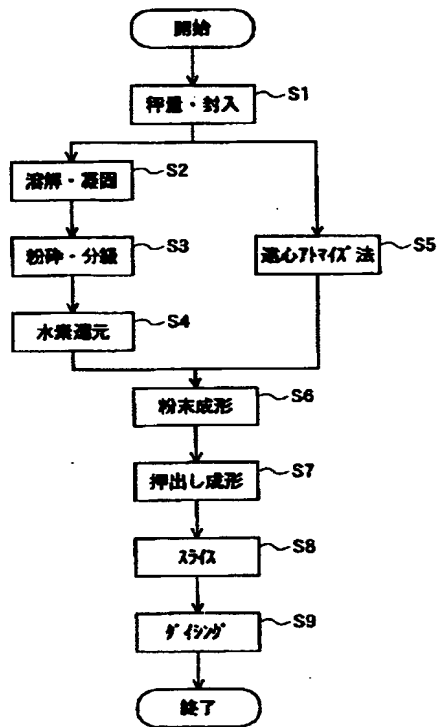 開始
秤量・封入 S1
溶解・凝固 S2
粉砕・分級 S3
遠心ｱﾄﾏｲｽﾞ法 S5
水素還元 S4
粉末成形 S6
押出し成形 S7
ｽﾗｲｽ S8
ﾀﾞｲｼﾝｸﾞ S9
終了